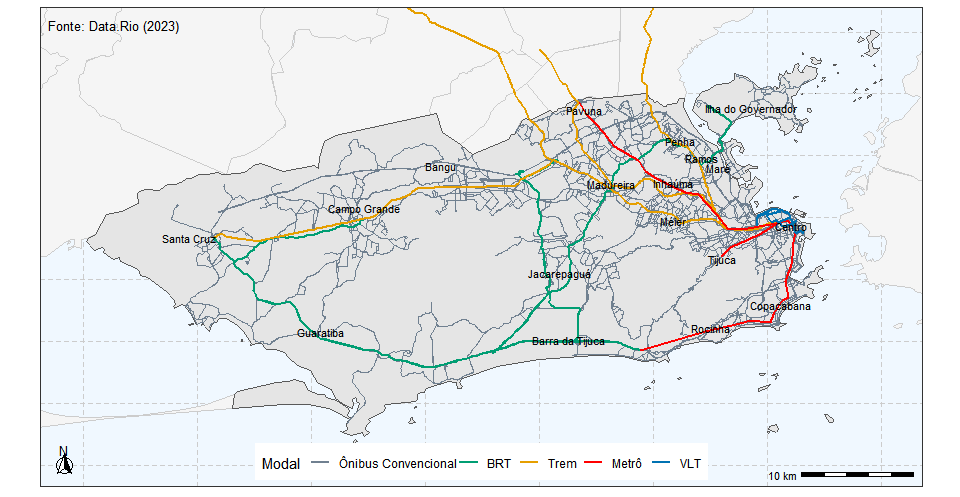 Fonte: Data.Rio (2023)
Ilha do Governador
Pavuna
Penha
Ramos
Maré
Bangu
Madureira
Inhaúma
Campo Grande
Méier
Centro
Santa Cruz
Tijuca
Jacarepaguá
Copacabana
Rocinha
Guaratiba
Barra da Tijuca
N
Modal Ônibus Convencional BRT Trem Metrô VLT
10 km